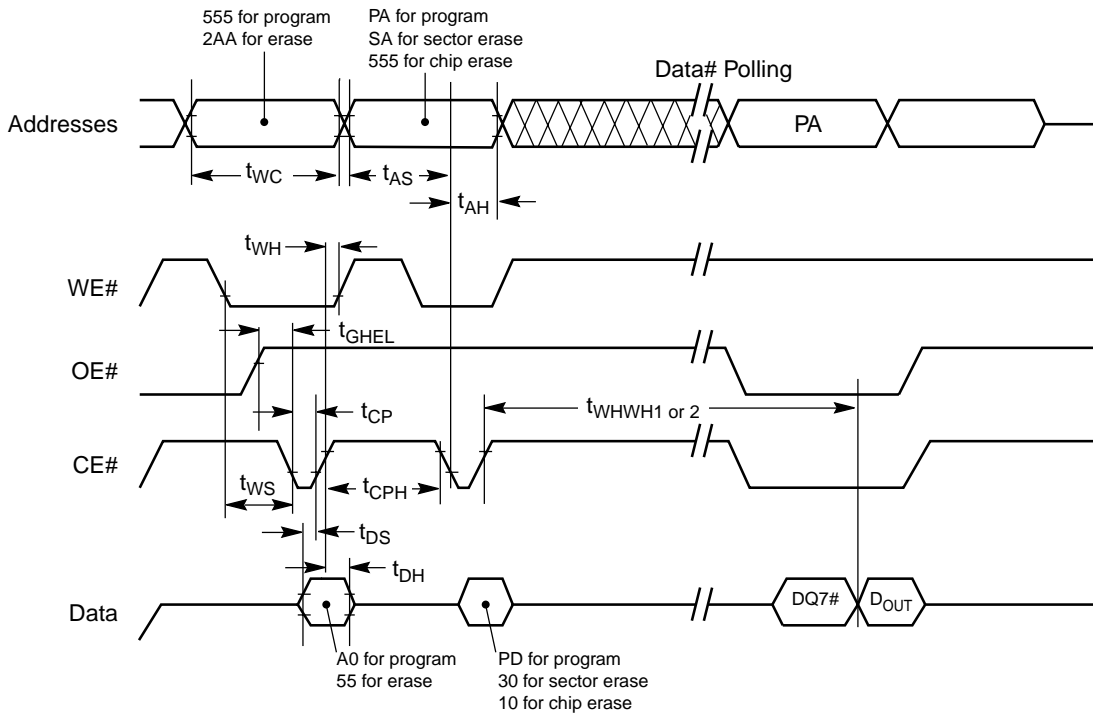 555 for program
2AA for erase
PA for program
SA for sector erase
555 for chip erase
Data# Polling
Addresses
PA
tWC
tAS
tAH
tWH
WE#
tGHEL
OE#
tWHWH1 or 2
tCP
CE#
tWS
tCPH
tDS
tDH
Data
DQ7#
DOUT
A0 for program
55 for erase
PD for program
30 for sector erase
10 for chip erase